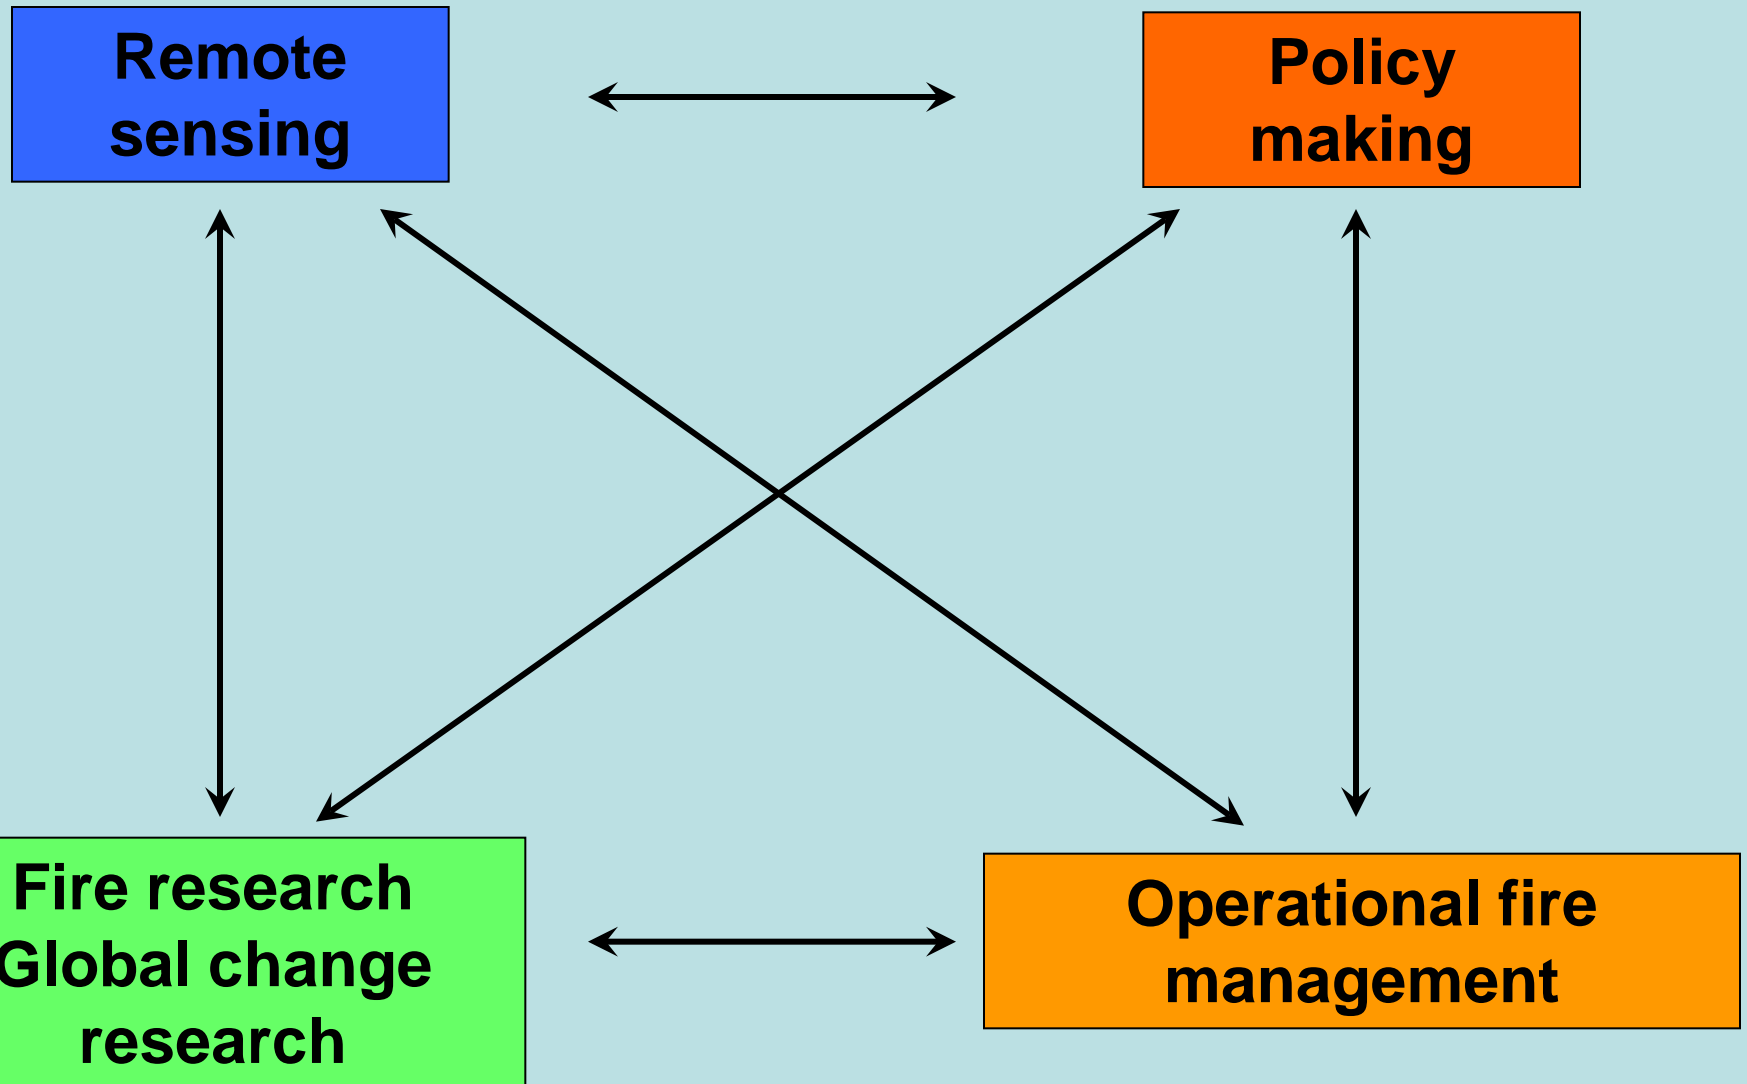 Remote
sensing
Policy
making
Fire research
Global change
research
Operational fire
management